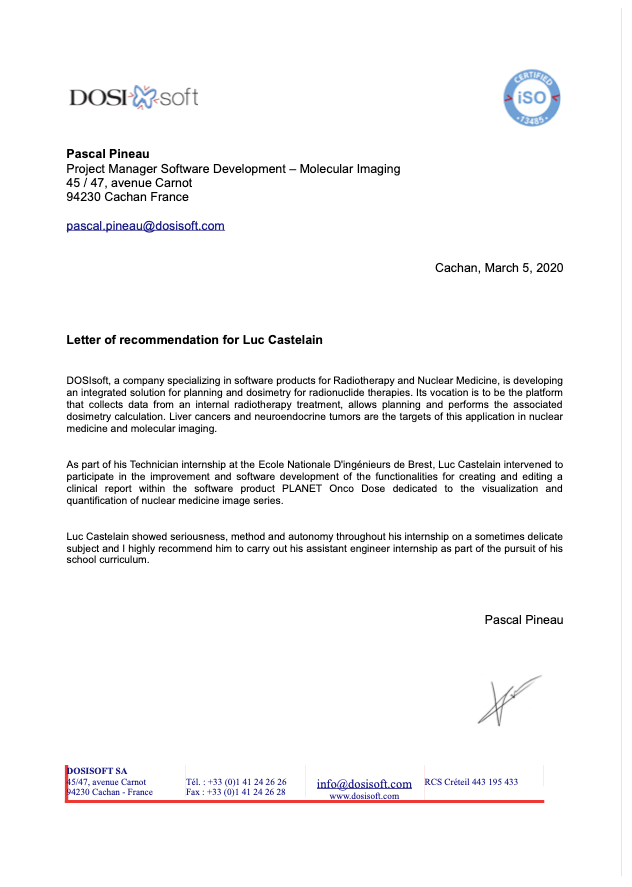 DOSIsoft
CERTIFIED
iSO
13485
Pascal Pineau
Project Manager Software Development – Molecular Imaging
45 / 47, avenue Carnot
94230 Cachan France
pascal.pineau@dosisoft.com
Cachan, March 5, 2020
Letter of recommendation for Luc Castelain
DOSIsoft, a company specializing in software products for Radiotherapy and Nuclear Medicine, is developing
an integrated solution for planning and dosimetry for radionuclide therapies. Its vocation is to be the platform
that collects data from an internal radiotherapy treatment, allows planning and performs the associated
dosimetry calculation. Liver cancers and neuroendocrine tumors are the targets of this application in nuclear
medicine and molecular imaging.
As part of his Technician internship at the Ecole Nationale D'ingénieurs de Brest, Luc Castelain intervened to
participate in the improvement and software development of the functionalities for creating and editing a
clinical report within the software product PLANET Onco Dose dedicated to the visualization and
quantification of nuclear medicine image series.
Luc Castelain showed seriousness, method and autonomy throughout his internship on a sometimes delicate
subject and I highly recommend him to carry out his assistant engineer internship as part of the pursuit of his
school curriculum.
Pascal Pineau
DOSISOFT SA
45/47, avenue Carnot
94230 Cachan - France
Tél. : +33 (0)1 41 24 26 26
Fax : +33 (0)1 41 24 26 28
info@dosisoft.com
www.dosisoft.com
RCS Créteil 443 195 433